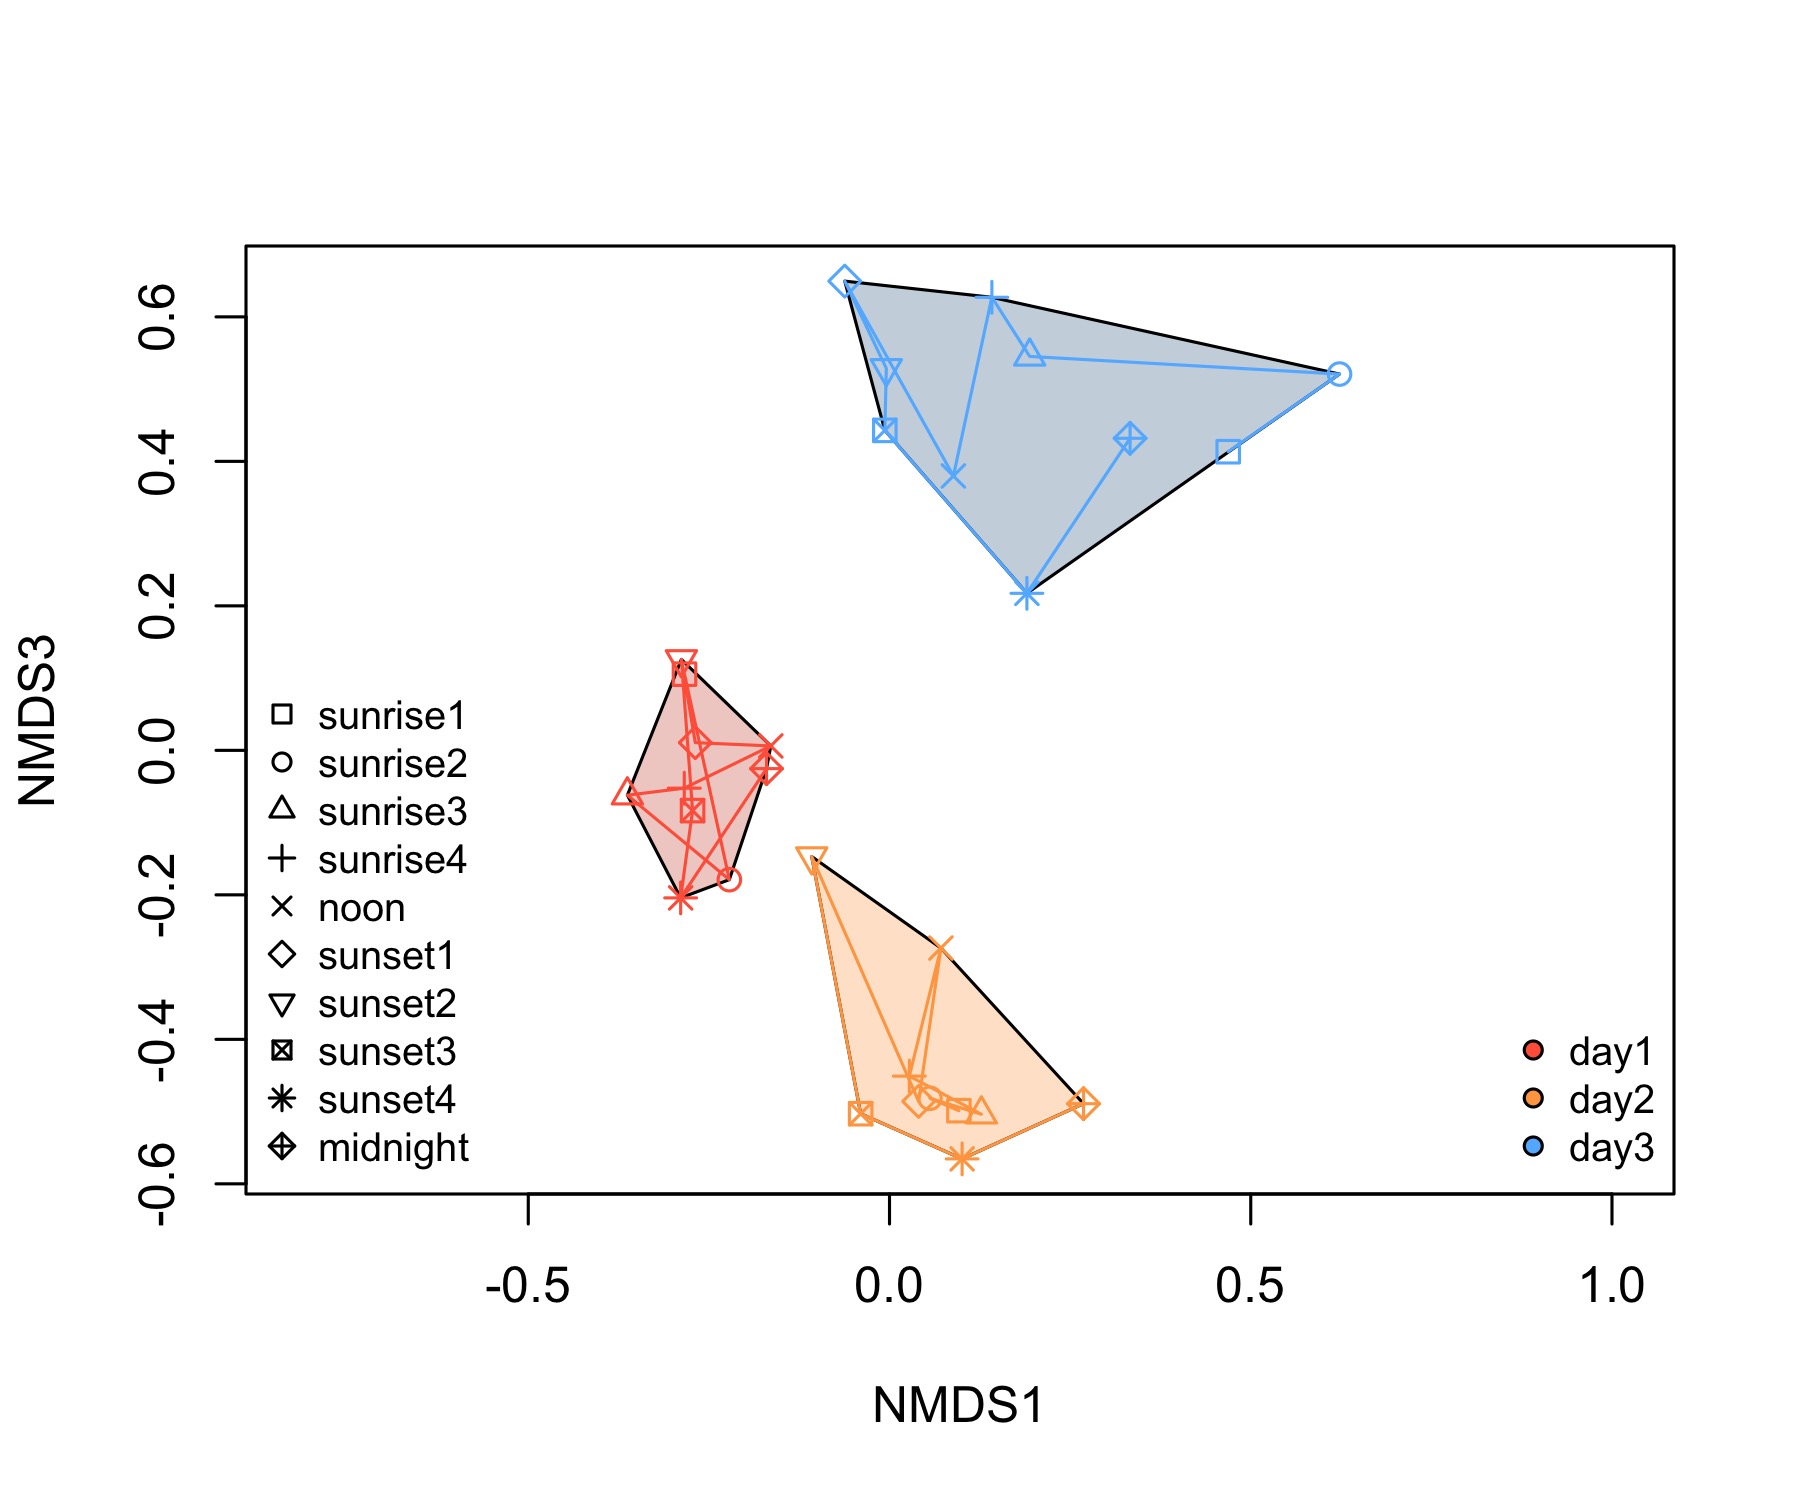 0.6
0.4
0.2
0.0
-0.2
-0.4
-0.6
NMDS3
sunrise1
sunrise2
sunrise3
sunrise4
noon
sunset1
sunset2
sunset3
sunset4
midnight
day1
day2
day3
-0.5 0.0 0.5 1.0
NMDS1